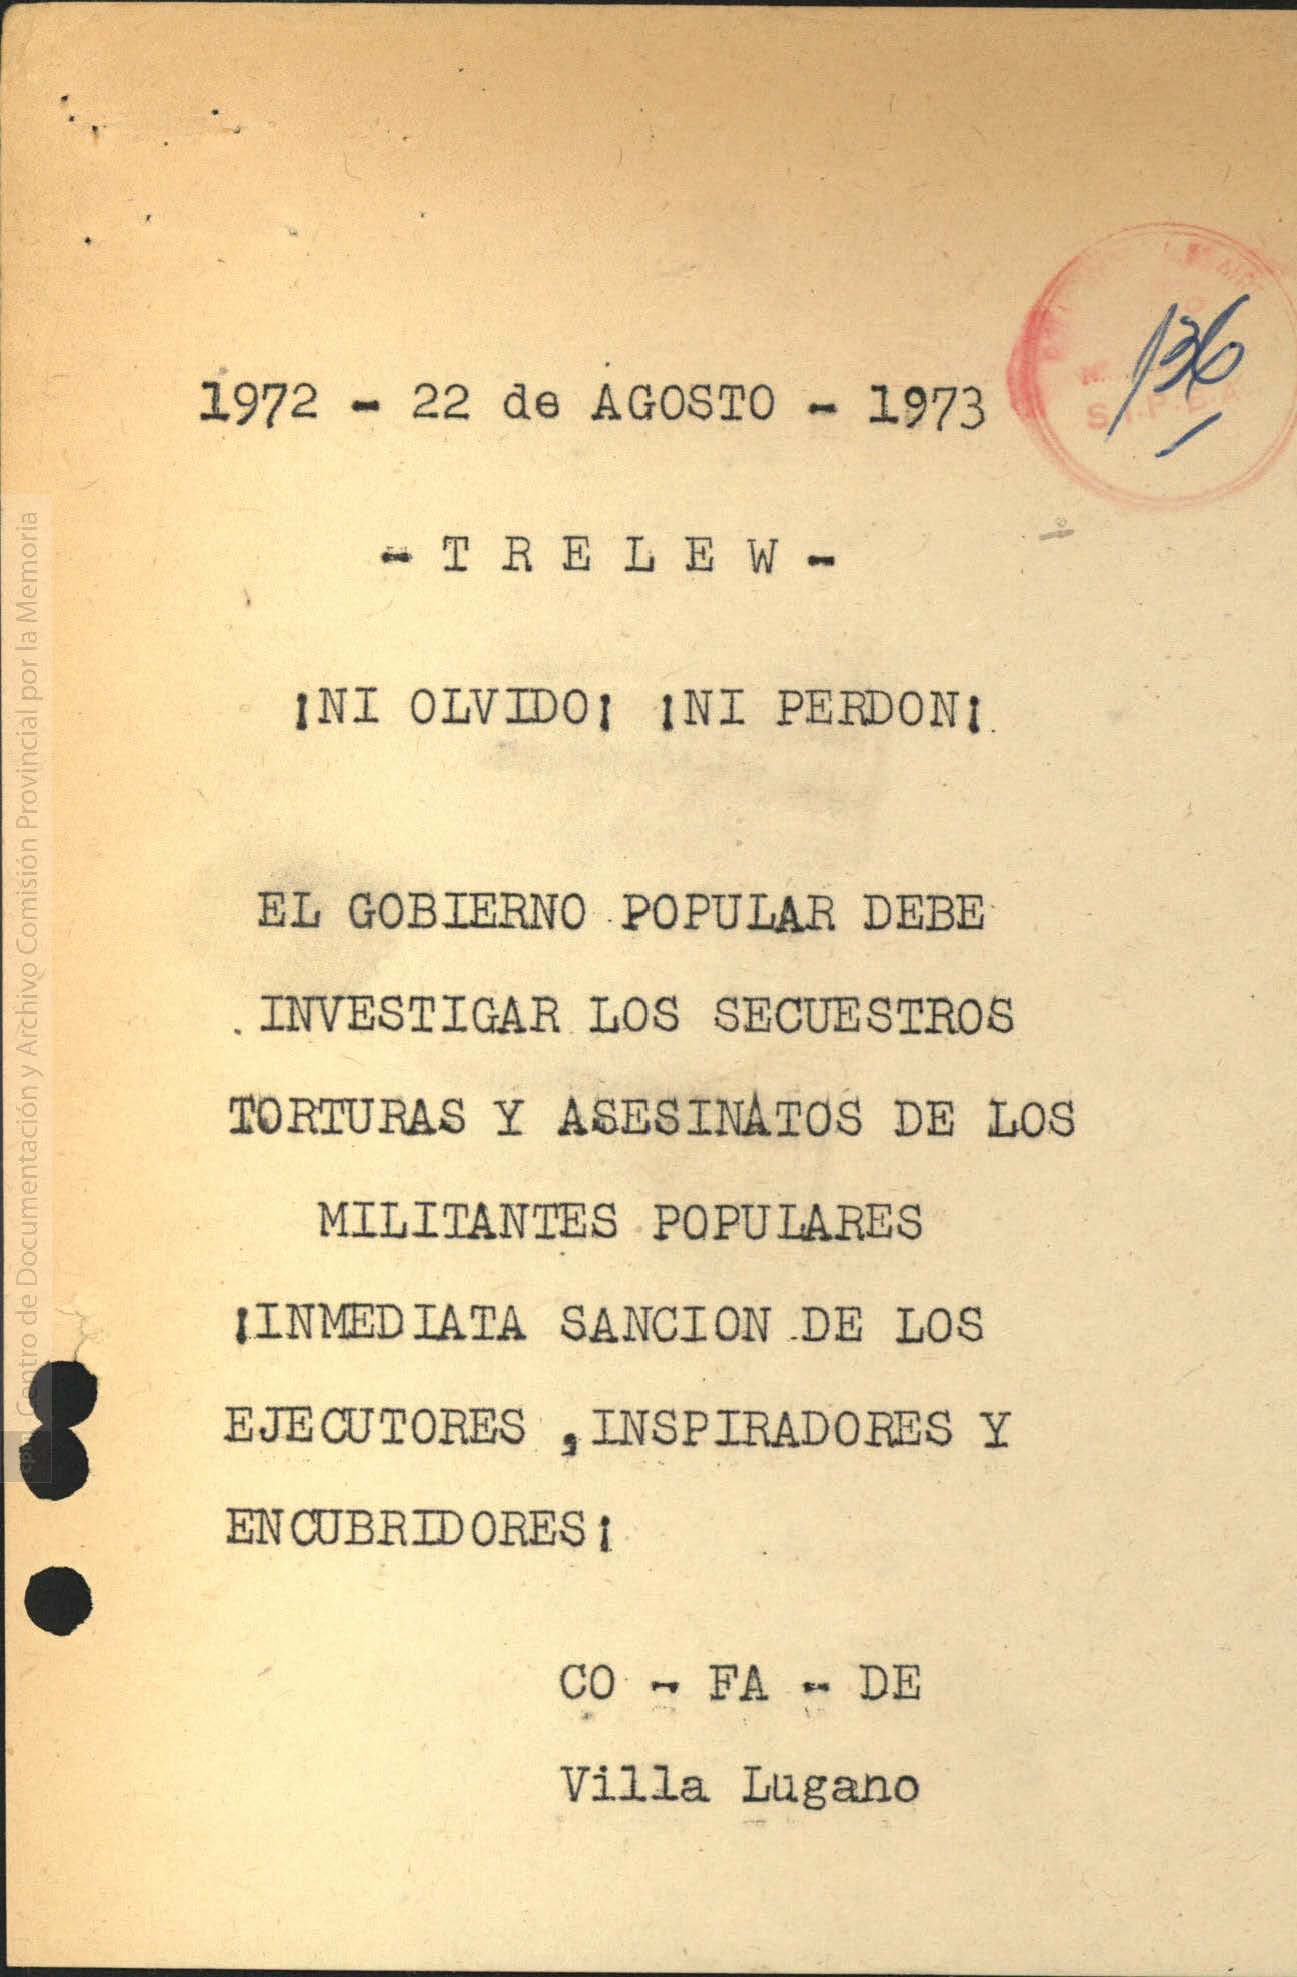 136
1972 - 22 de AGOSTO - 1973
- T R E L E W -
¡NI OLVIDO¡ ¡NI PERDON¡
EL GOBIERNO POPULAR DEBE
INVESTIGAR LOS SECUESTROS
TORTURAS Y ASESINATOS DE LOS
MILITANTES POPULARES
¡INMEDIATA SANCION DE LOS
EJECUTORES ,INSPIRADORES Y
ENCUBRIDORES¡
CO - FA - DE
Villa Lugano
Centro de Documentación y Archivo Comisión Provincial por la Memoria